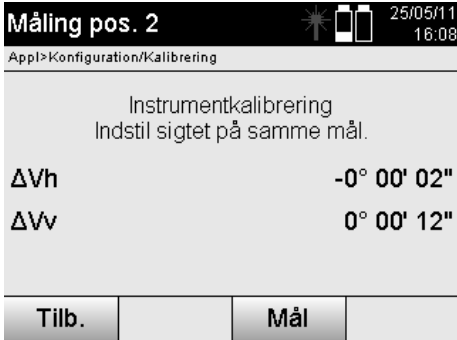 Måling pos. 2
25/05/11
16:08
Appl>Konfiguration/Kalibrering
Instrumentkalibrering
Indstil sigtet på samme mål.
ΔVh -0° 00' 02"
ΔVv 0° 00' 12"
Tilb. Mål